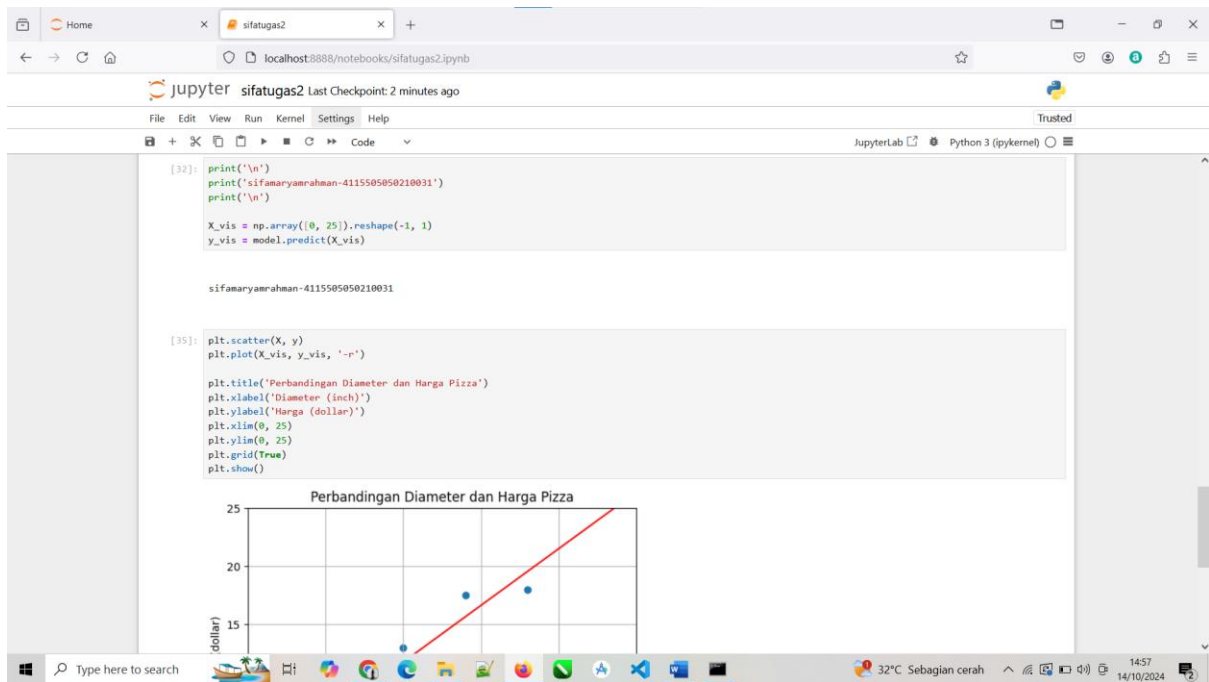 Home
sifatugas2
localhost:8888/notebooks/sifatugas2.ipynb
jupyter sifatugas2 Last Checkpoint: 2 minutes ago
File Edit View Run Kernel Settings Help
Trusted
Code
JupyterLab
Python 3 (ipykernel)
[32]: print('\n')
print('sifamaryamrahman-4115505050210031')
print('\n')
X_vis = np.array([0, 25]).reshape(-1, 1)
y_vis = model.predict(X_vis)
sifamaryamrahman-4115505050210031
[35]: plt.scatter(X, y)
plt.plot(X_vis, y_vis, '-r')
plt.title('Perbandingan Diameter dan Harga Pizza')
plt.xlabel('Diameter (inch)')
plt.ylabel('Harga (dollar)')
plt.xlim(0, 25)
plt.ylim(0, 25)
plt.grid(True)
plt.show()
Perbandingan Diameter dan Harga Pizza
25
20
15
dollar)
Type here to search
32°C Sebagian cerah
14:57
14/10/2024
2